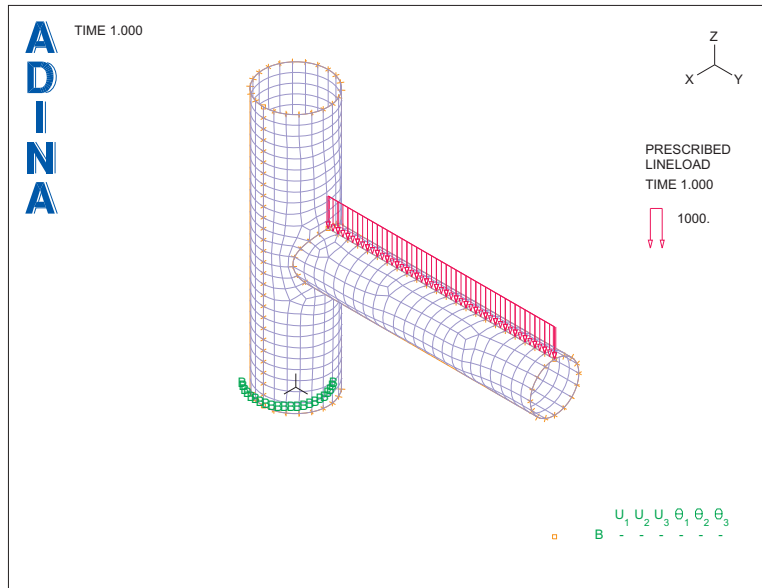 ADINA
TIME 1.000
Z
X
Y
PRESCRIBED
LINELOAD
TIME 1.000
1000.
U1 U2 U3 θ1 θ2 θ3
B - - - - - -